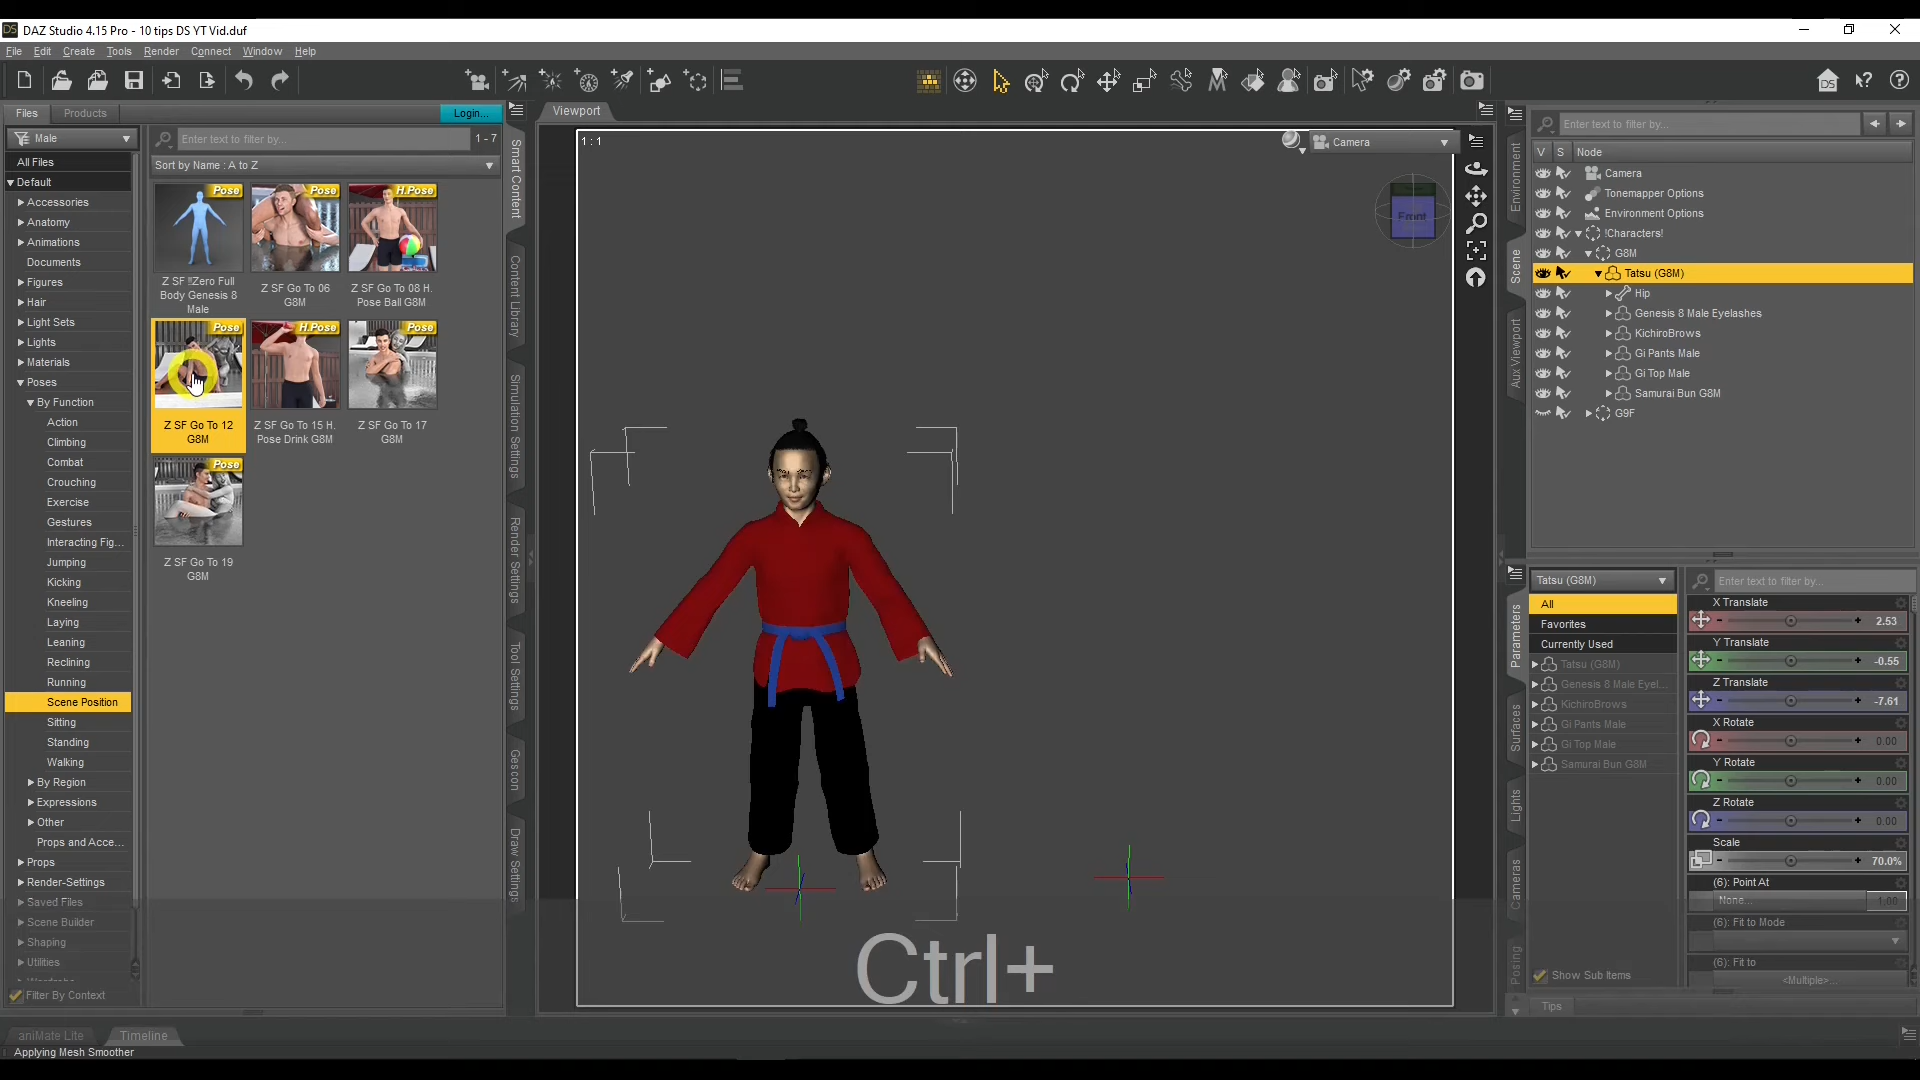 DAZ Studio 4.15 Pro - 10 tips DS YT Vid.duf
File Edit Create Tools Render Connect Window Help
Files Products Login...
Viewport
Male
Enter text to filter by...
1 - 7
All Files
Sort by Name : A to Z
Default
Accessories
Anatomy
Animations
Documents
Figures
Hair
Light Sets
Lights
Materials
Poses
By Function
Action
Climbing
Combat
Crouching
Exercise
Gestures
Interacting Fig...
Jumping
Kicking
Kneeling
Laying
Leaning
Reclining
Running
Scene Position
Sitting
Standing
Walking
By Region
Expressions
Other
Props and Acce...
Props
Render-Settings
Saved Files
Scene Builder
Shaping
Utilities
Filter By Context
Pose Pose H.Pose
Z SF !!Zero Full
Body Genesis 8
Male
Z SF Go To 06
G8M
Z SF Go To 08 H.
Pose Ball G8M
Pose H.Pose Pose
Z SF Go To 12
G8M
Z SF Go To 15 H.
Pose Drink G8M
Z SF Go To 17
G8M
Pose
Z SF Go To 19
G8M
Smart Content
Content Library
Simulation Settings
Render Settings
Tool Settings
Gescon
Draw Settings
1 : 1
Camera
Front
Ctrl+
Environment
Scene
Aux Viewport
Enter text to filter by...
V S Node
Camera
Tonemapper Options
Environment Options
!Characters!
G8M
Tatsu (G8M)
Hip
Genesis 8 Male Eyelashes
KichiroBrows
Gi Pants Male
Gi Top Male
Samurai Bun G8M
G9F
Parameters
Surfaces
Lights
Cameras
Posing
Tatsu (G8M)
Enter text to filter by...
All
Favorites
Currently Used
Tatsu (G8M)
Genesis 8 Male Eyel...
KichiroBrows
Gi Pants Male
Gi Top Male
Samurai Bun G8M
Show Sub Items
X Translate
2.53
Y Translate
-0.55
Z Translate
-7.61
X Rotate
0.00
Y Rotate
0.00
Z Rotate
0.00
Scale
70.0%
(6): Point At
None...
1.00
(6): Fit to Mode
(6): Fit to
<Multiple>...
Tips
aniMate Lite Timeline
Applying Mesh Smoother